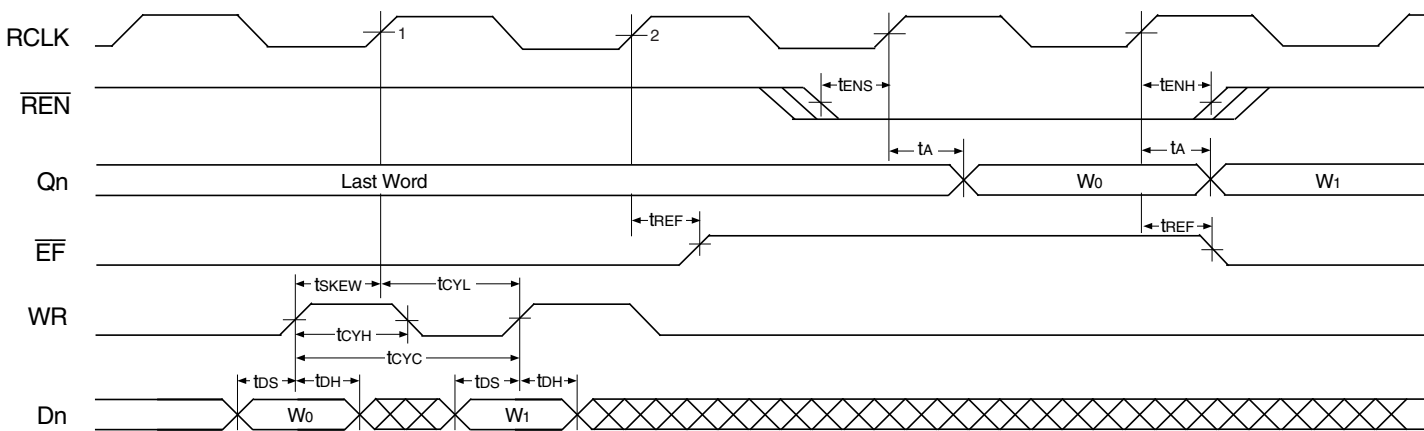 RCLK
1
2
REN
tENS
tENH
tA
tA
Qn
Last Word
W0
W1
tREF
tREF
EF
tSKEW
tCYL
WR
tCYH
tCYC
tDS
tDH
tDS
tDH
Dn
W0
W1